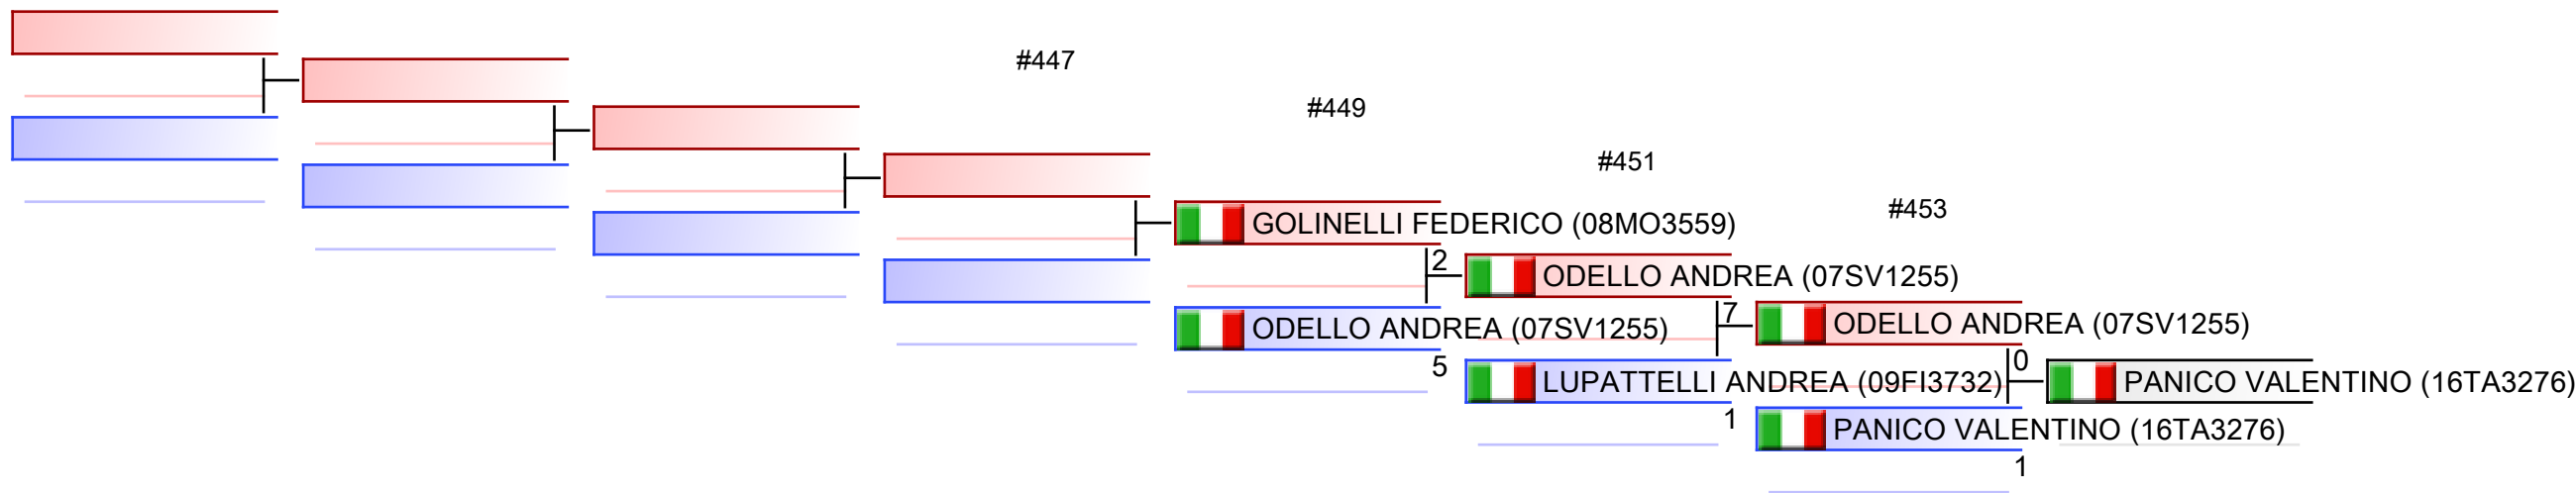 #447
#449
#451
#453
GOLINELLI FEDERICO (08MO3559)
2
ODELLO ANDREA (07SV1255)
ODELLO ANDREA (07SV1255)
5
7
ODELLO ANDREA (07SV1255)
LUPATTELLI ANDREA (09FI3732)
1
0
PANICO VALENTINO (16TA3276)
PANICO VALENTINO (16TA3276)
1